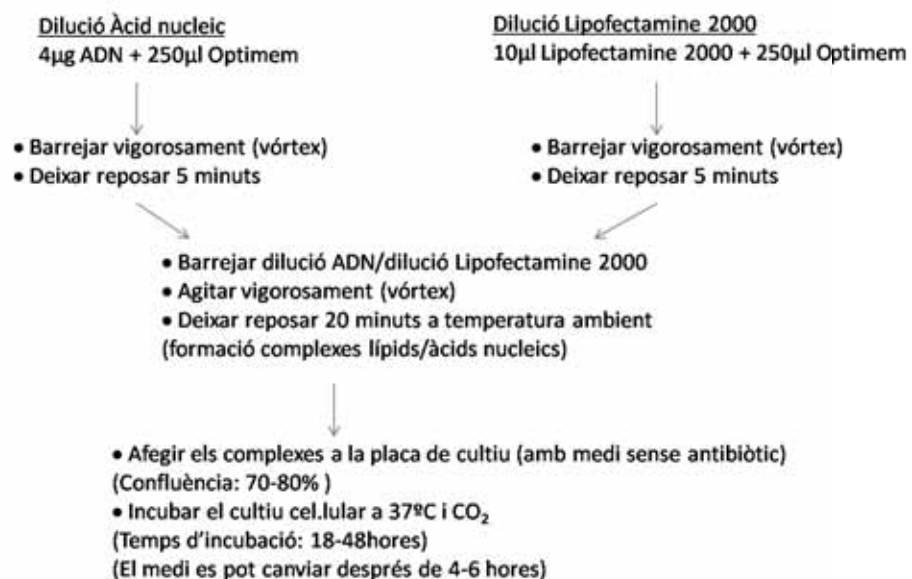 Dilució Àcid nucleic
4µg ADN + 250µl Optimem
Dilució Lipofectamine 2000
10µl Lipofectamine 2000 + 250µl Optimem
• Barrejar vigorosament (vórtex)
• Deixar reposar 5 minuts
• Barrejar vigorosament (vórtex)
• Deixar reposar 5 minuts
• Barrejar dilució ADN/dilució Lipofectamine 2000
• Agitar vigorosament (vórtex)
• Deixar reposar 20 minuts a temperatura ambient
(formació complexes lípids/àcids nucleics)
• Afegir els complexes a la placa de cultiu (amb medi sense antibiòtic)
(Confluència: 70-80% )
• Incubar el cultiu cel.lular a 37ºC i CO₂
(Temps d'incubació: 18-48hores)
(El medi es pot canviar després de 4-6 hores)